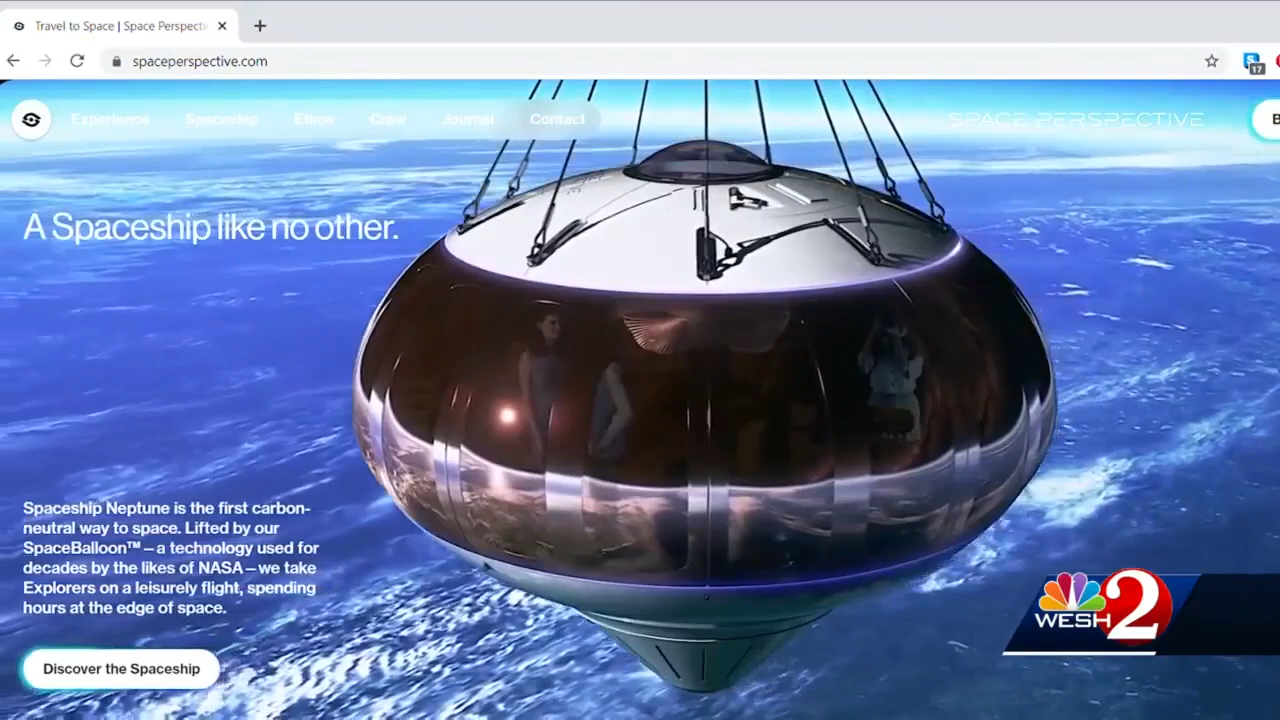 Travel to Space | Space Perspecti
spaceperspective.com
17
Experience Spaceship Ethos Crew Journal Contact
SPACE PERSPECTIVE
B
A Spaceship like no other.
Spaceship Neptune is the first carbon-
neutral way to space. Lifted by our
SpaceBalloon™ – a technology used for
decades by the likes of NASA – we take
Explorers on a leisurely flight, spending
hours at the edge of space.
Discover the Spaceship
WESH 2